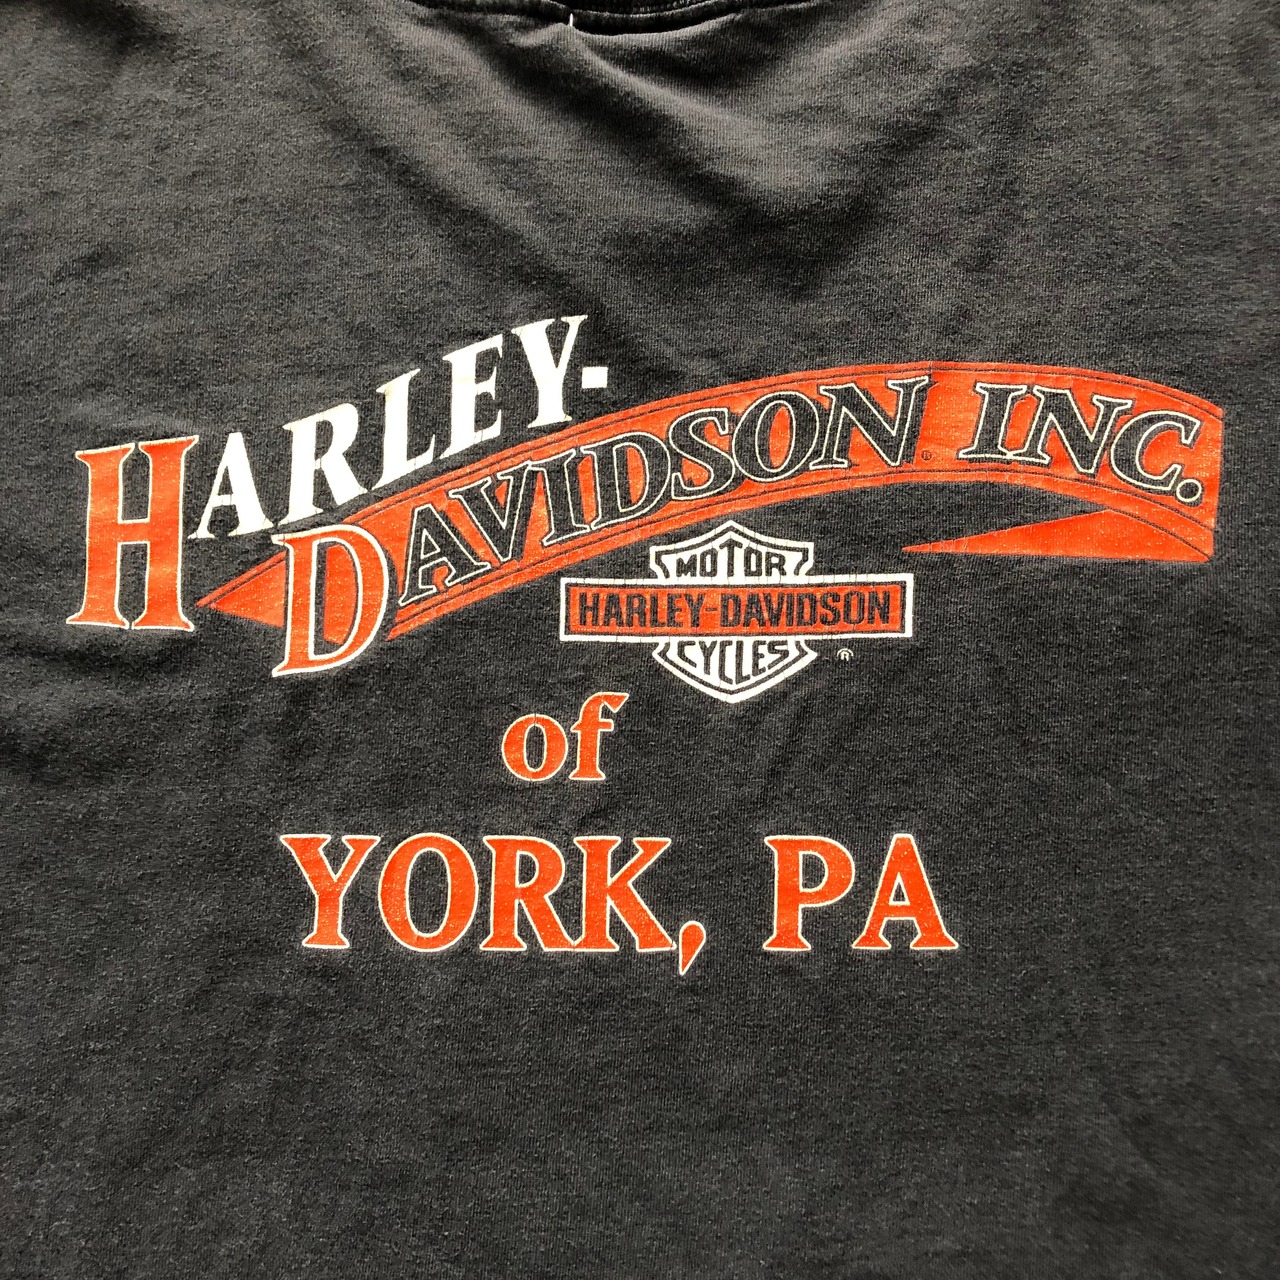 HARLEY-
DAVIDSON® INC.
MOTOR
HARLEY-DAVIDSON
CYCLES ®
of
YORK, PA